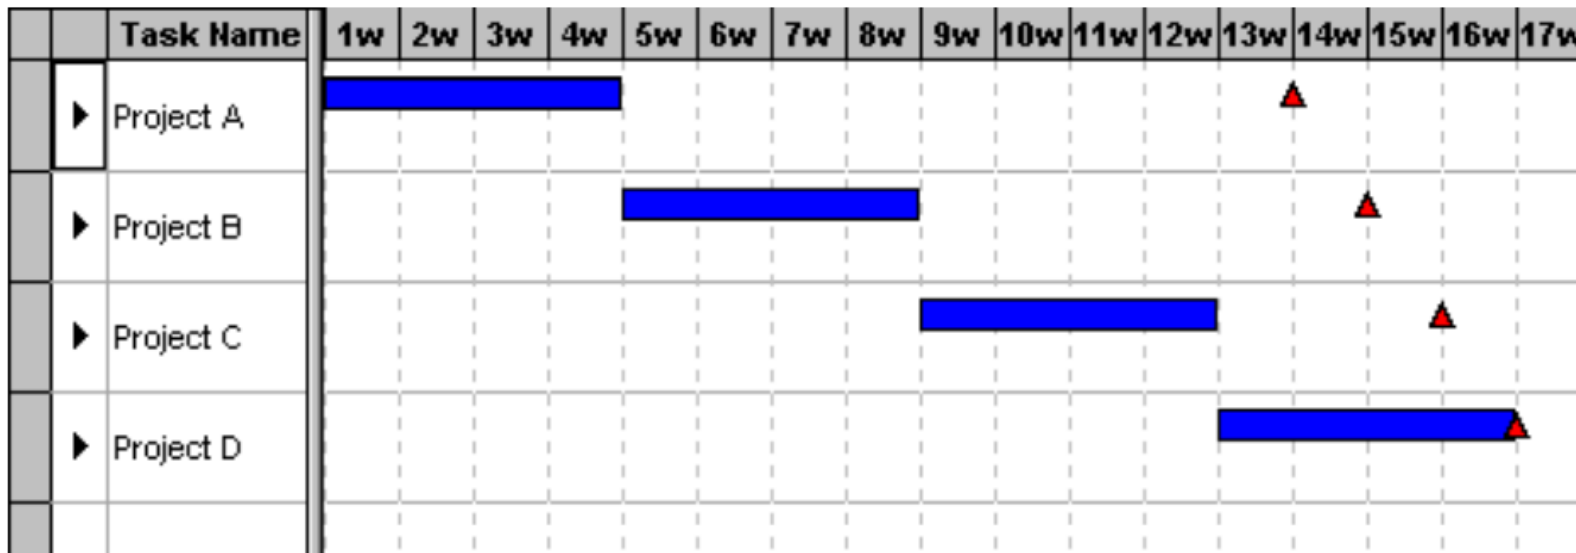 Task Name 1w 2w 3w 4w 5w 6w 7w 8w 9w 10w 11w 12w 13w 14w 15w 16w 17w
Project A
Project B
Project C
Project D